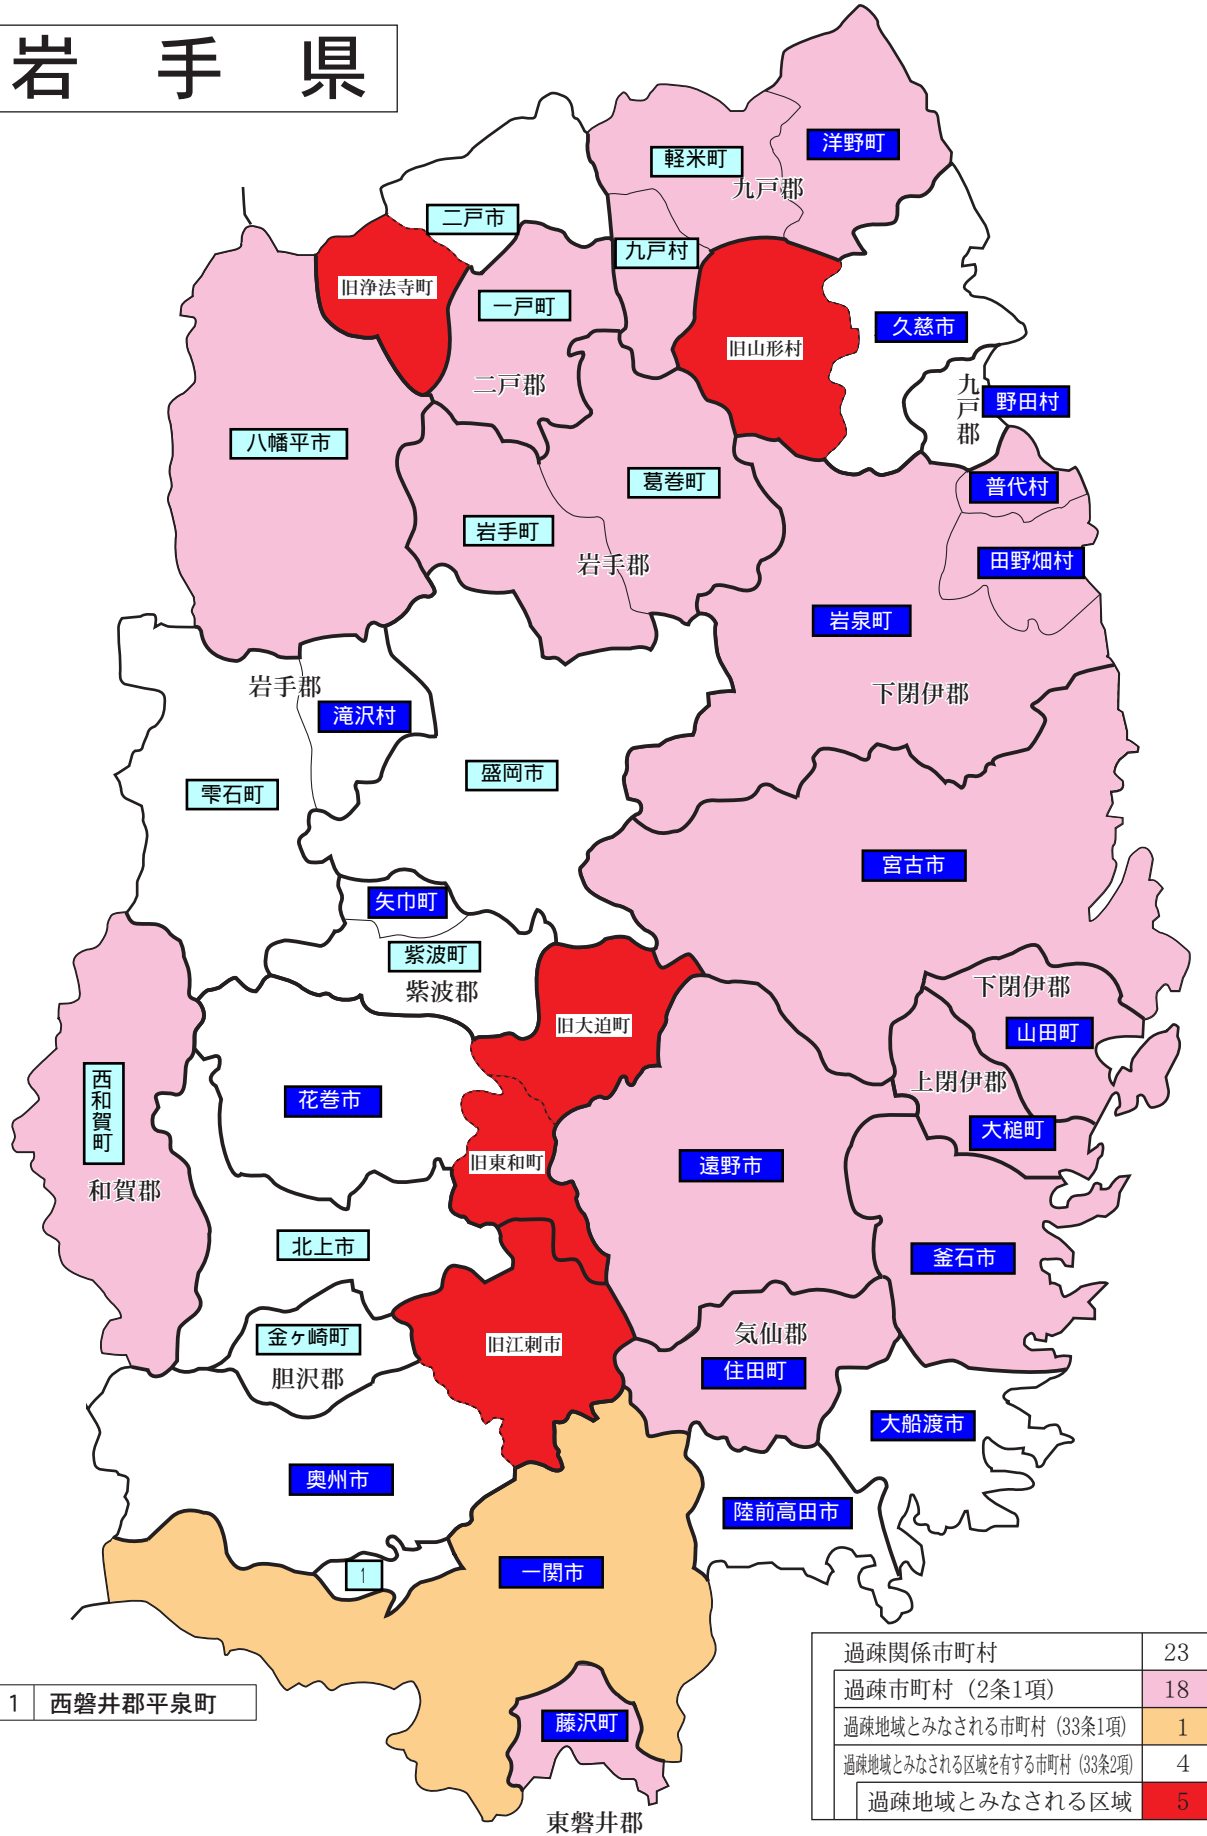 岩手県
洋野町
軽米町
九戸郡
二戸市
九戸村
旧浄法寺町
一戸町
久慈市
旧山形村
二戸郡
九戸郡
野田村
八幡平市
葛巻町
普代村
岩手町
岩手郡
田野畑村
岩泉町
岩手郡
下閉伊郡
滝沢村
盛岡市
雫石町
宮古市
矢巾町
紫波町
紫波郡
下閉伊郡
旧大迫町
山田町
西和賀町
花巻市
上閉伊郡
大槌町
旧東和町
遠野市
和賀郡
北上市
釜石市
金ヶ崎町
旧江刺市
気仙郡
胆沢郡
住田町
大船渡市
奥州市
陸前高田市
1
一関市
過疎関係市町村 23
過疎市町村（2条1項） 18
1 西磐井郡平泉町
藤沢町
過疎地域とみなされる市町村（33条1項） 1
過疎地域とみなされる区域を有する市町村（33条2項） 4
過疎地域とみなされる区域 5
東磐井郡